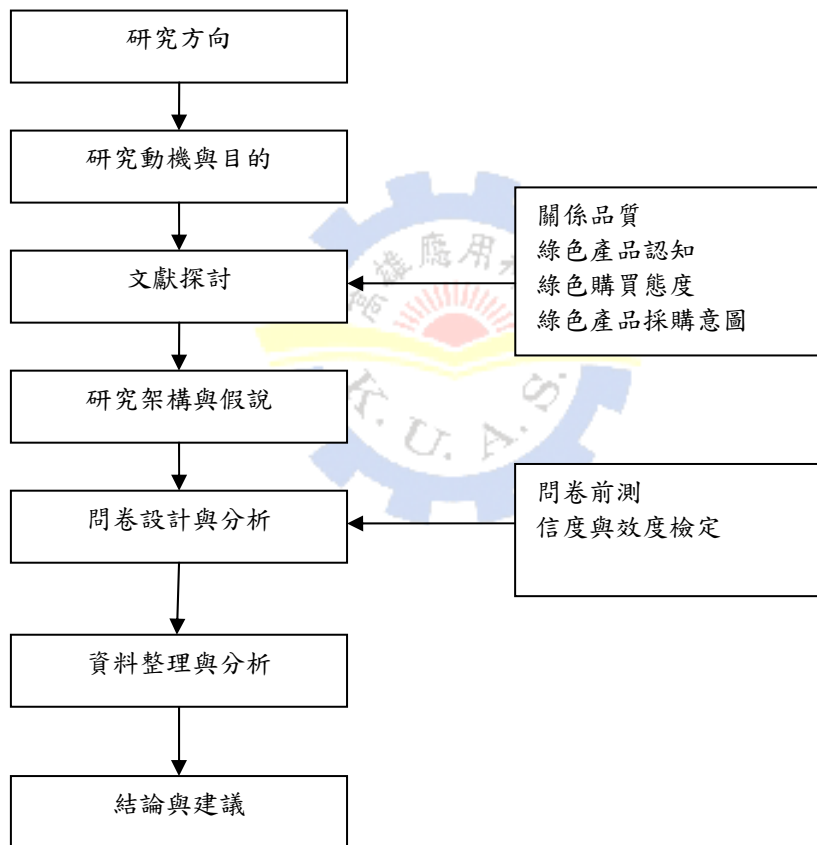 研究方向
研究動機與目的
文獻探討
關係品質
綠色產品認知
綠色購買態度
綠色產品採購意圖
研究架構與假說
問卷設計與分析
問卷前測
信度與效度檢定
資料整理與分析
結論與建議
雄應用
K.U.A.S.